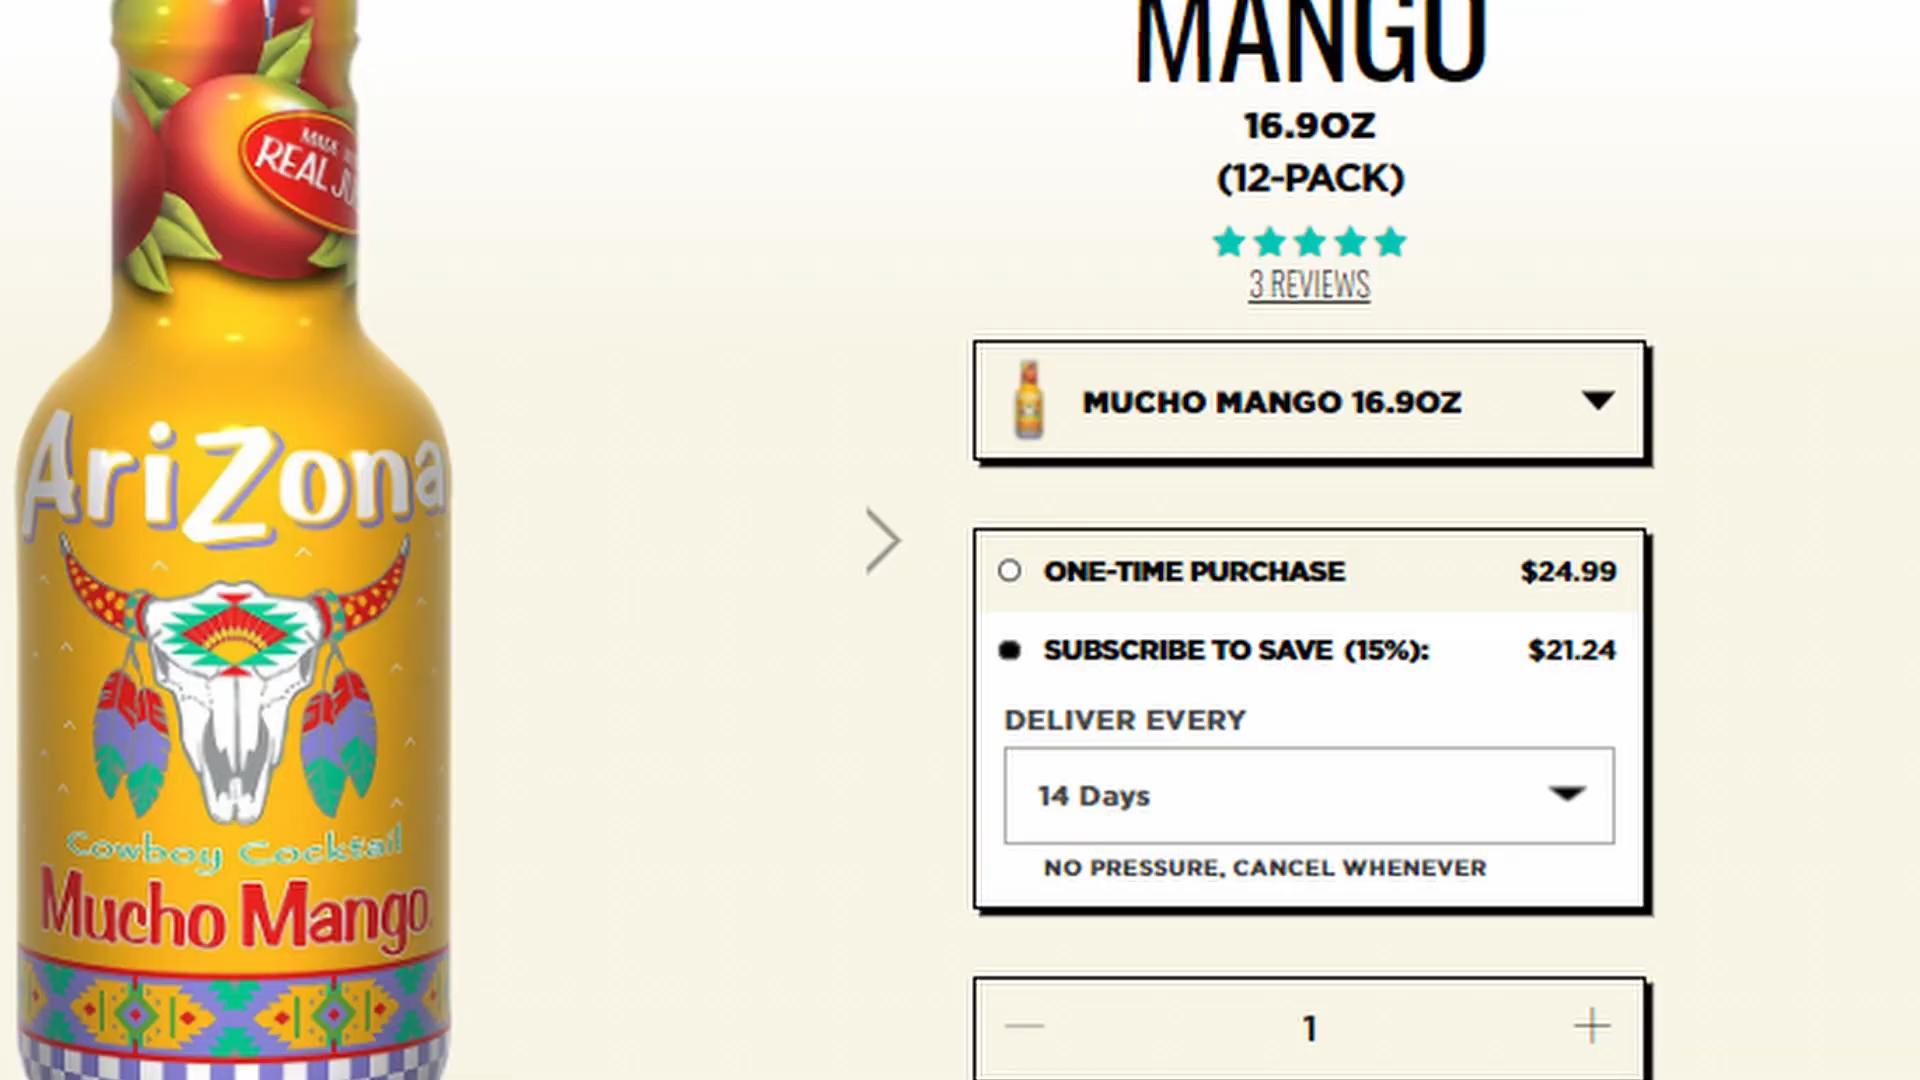 MANGO
16.9OZ
(12-PACK)
3 REVIEWS
MUCHO MANGO 16.9OZ
ONE-TIME PURCHASE $24.99
SUBSCRIBE TO SAVE (15%): $21.24
DELIVER EVERY
14 Days
NO PRESSURE, CANCEL WHENEVER
1
REAL
AriZona
Cowboy Cocktail
Mucho Mango